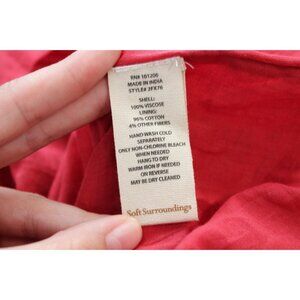 RN# 161206
MADE IN INDIA
STYLE# 2FX76
SHELL:
100% VISCOSE
LINING:
96% COTTON
4% OTHER FIBERS
HAND WASH COLD
SEPARATELY
ONLY NON-CHLORINE BLEACH
WHEN NEEDED
HANG TO DRY
WARM IRON IF NEEDED
ON REVERSE
MAY BE DRY CLEANED
Soft Surroundings